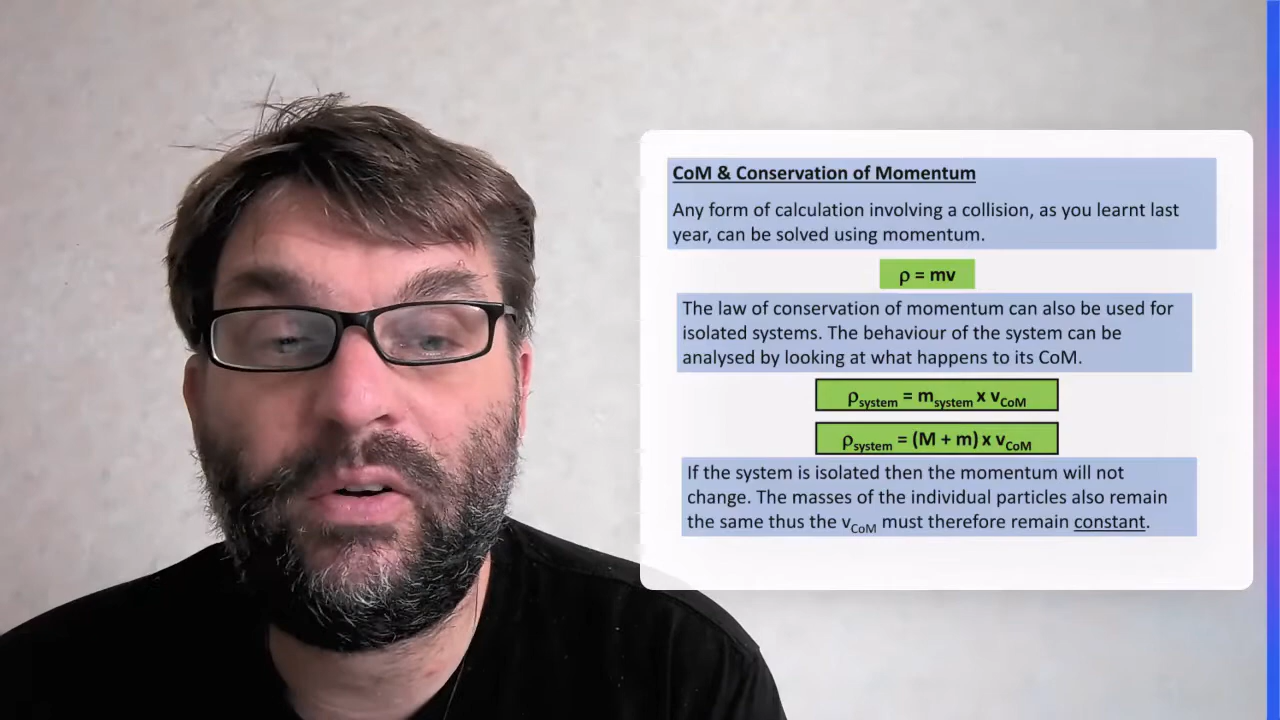 CoM & Conservation of Momentum
Any form of calculation involving a collision, as you learnt last
year, can be solved using momentum.
ρ = mv
The law of conservation of momentum can also be used for
isolated systems. The behaviour of the system can be
analysed by looking at what happens to its CoM.
ρsystem = msystem x vCoM
ρsystem = (M + m) x vCoM
If the system is isolated then the momentum will not
change. The masses of the individual particles also remain
the same thus the vCoM must therefore remain constant.